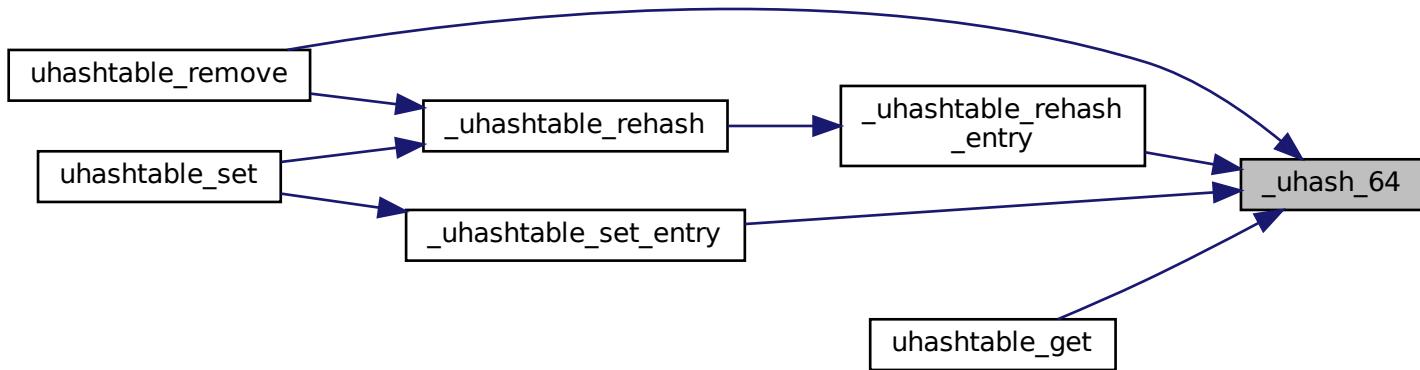 uhashtable_remove
_uhashtable_rehash
_uhashtable_rehash
_entry
uhashtable_set
_uhash_64
_uhashtable_set_entry
uhashtable_get